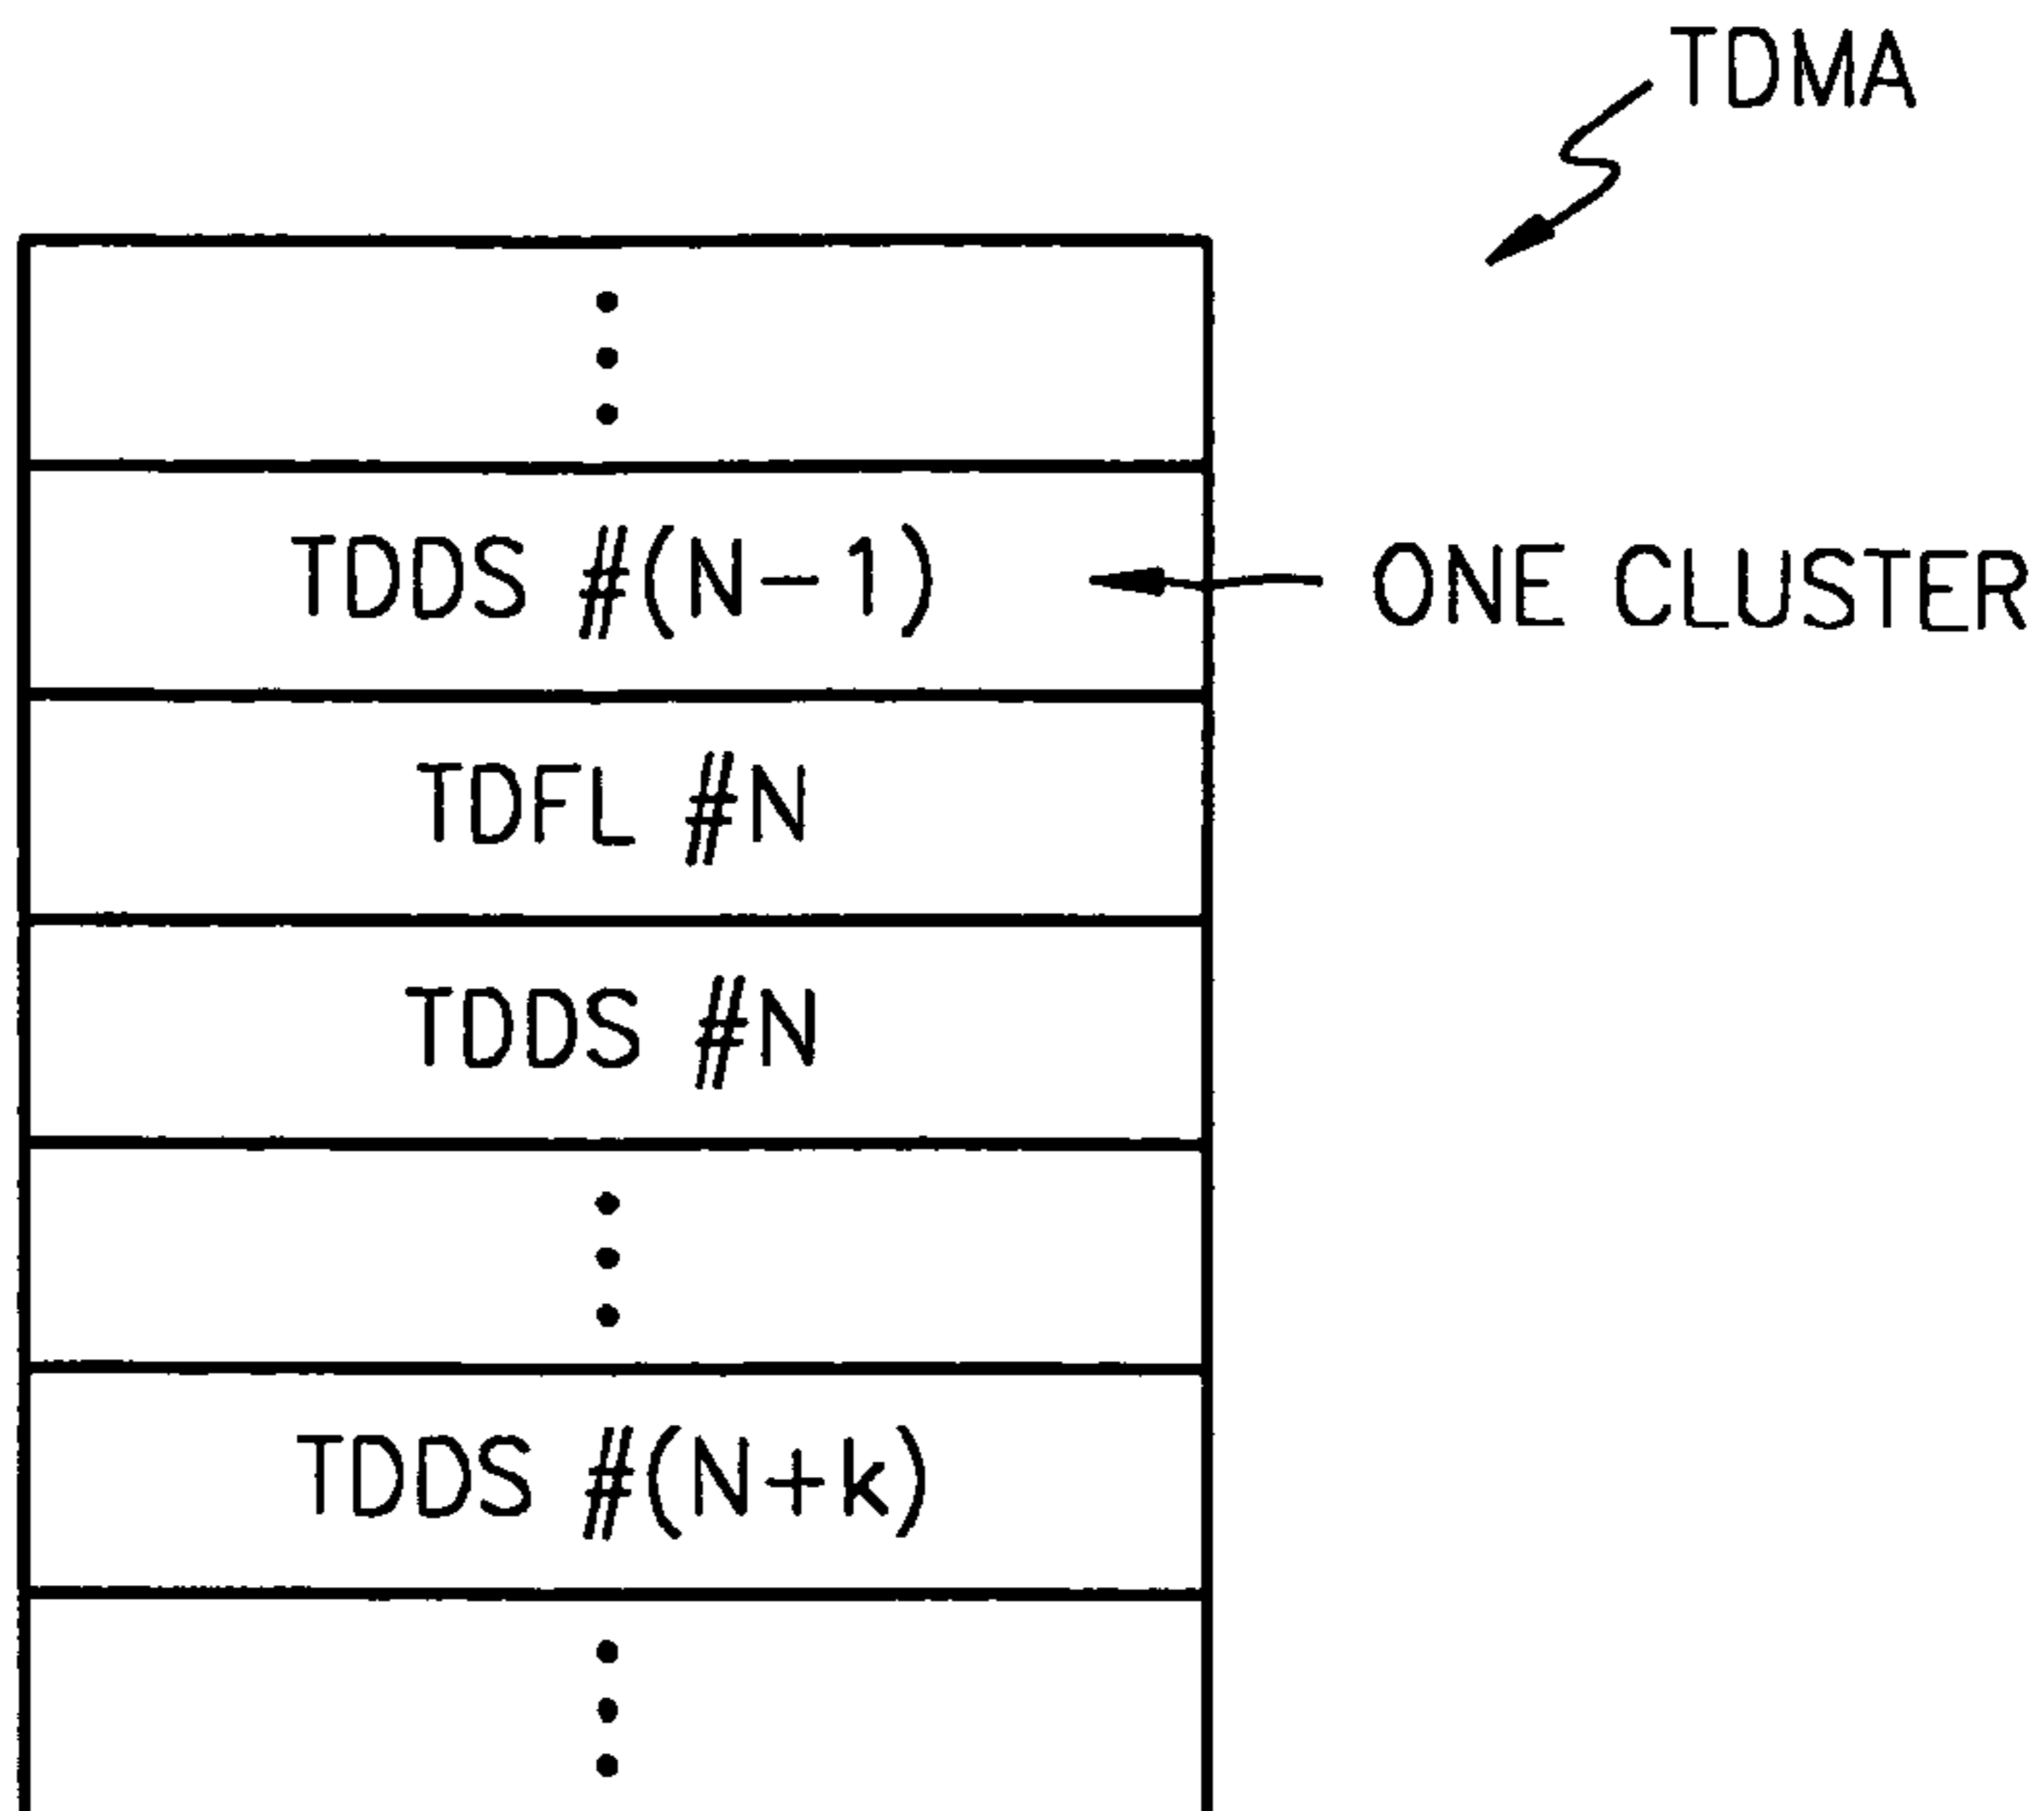 TDMA
TDDS #(N-1)
ONE CLUSTER
TDFL #N
TDDS #N
TDDS #(N+k)